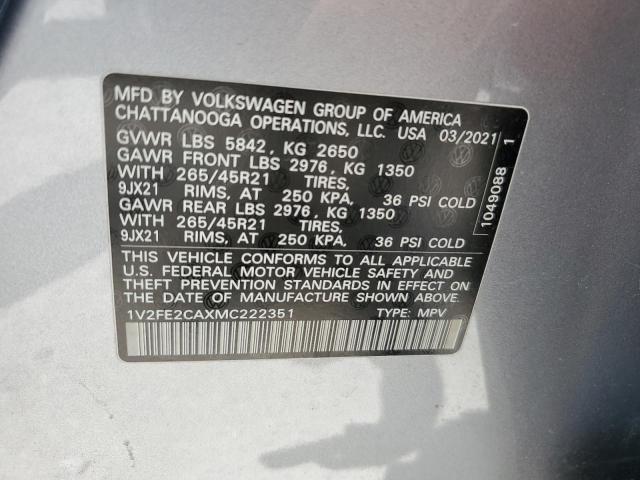 MFD BY VOLKSWAGEN GROUP OF AMERICA
CHATTANOOGA OPERATIONS, LLC. USA 03/2021
GVWR LBS 5842, KG 2650
GAWR FRONT LBS 2976, KG 1350
WITH 265/45R21 TIRES,
9JX21 RIMS, AT 250 KPA, 36 PSI COLD
GAWR REAR LBS 2976, KG 1350
WITH 265/45R21 TIRES,
9JX21 RIMS, AT 250 KPA, 36 PSI COLD
THIS VEHICLE CONFORMS TO ALL APPLICABLE
U.S. FEDERAL MOTOR VEHICLE SAFETY AND
THEFT PREVENTION STANDARDS IN EFFECT ON
THE DATE OF MANUFACTURE SHOWN ABOVE.
1V2FE2CAXMC222351 TYPE: MPV
1049088 1